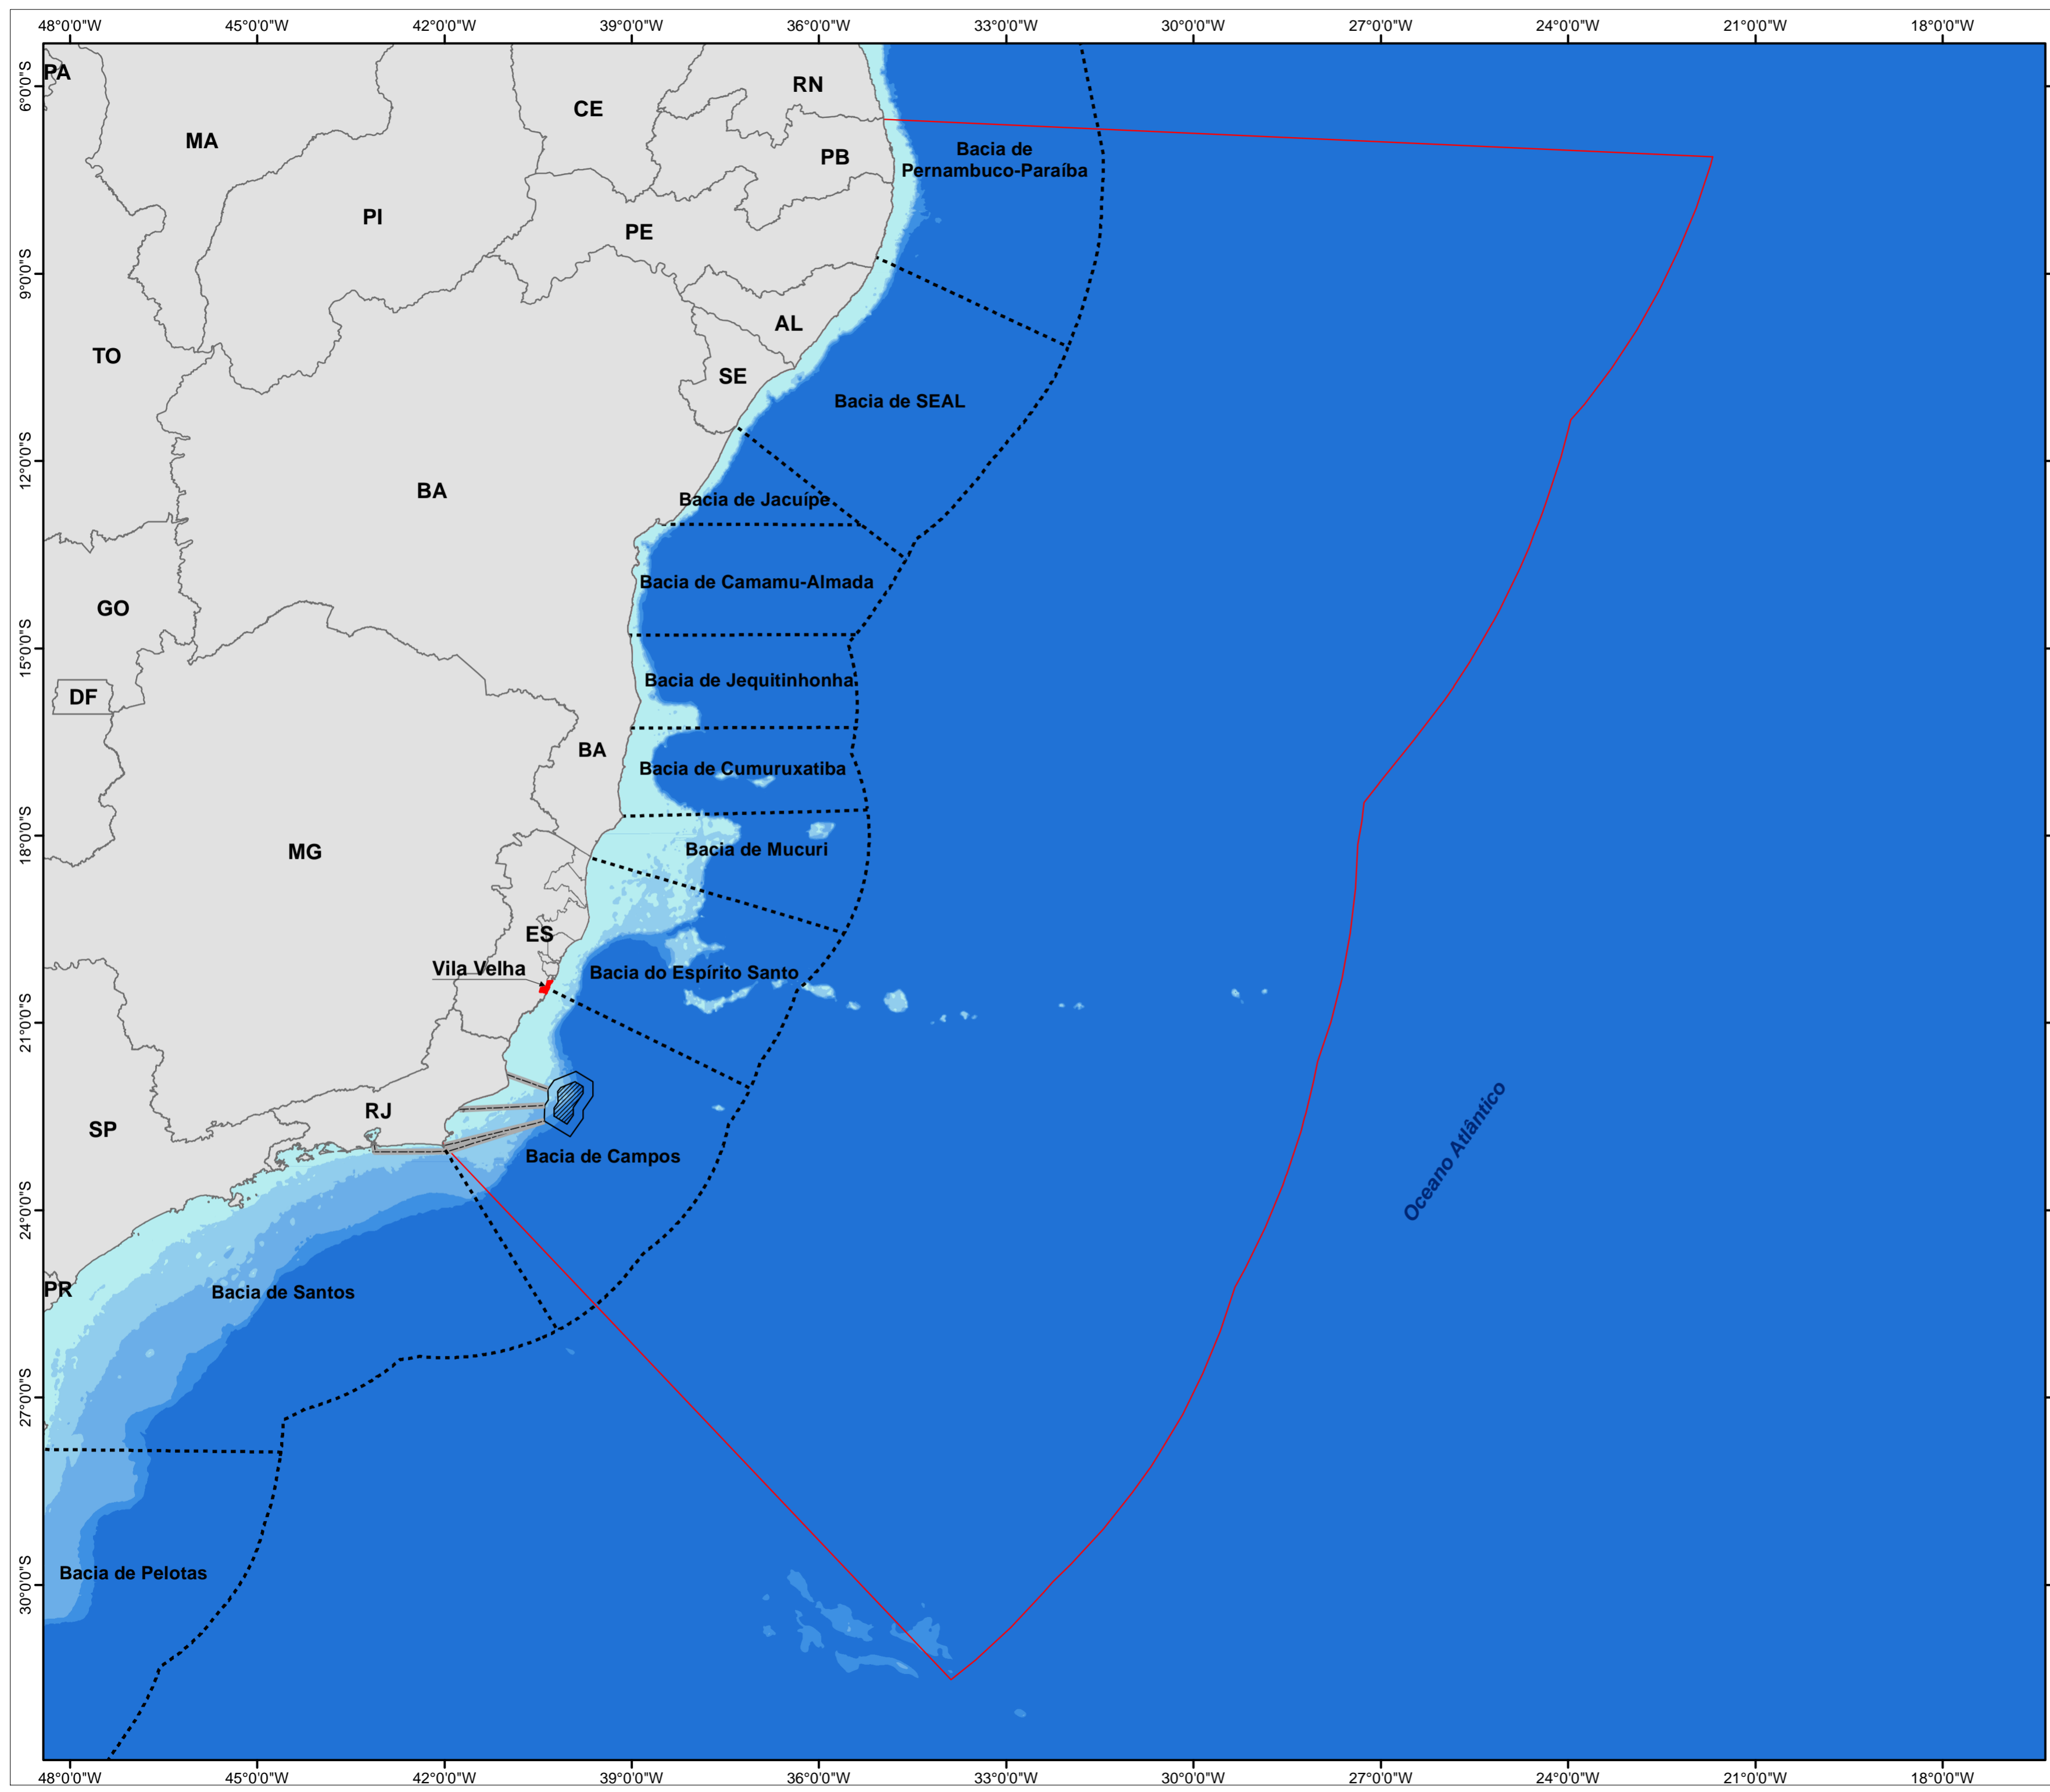 48°0'0"W 45°0'0"W 42°0'0"W 39°0'0"W 36°0'0"W 33°0'0"W 30°0'0"W 27°0'0"W 24°0'0"W 21°0'0"W 18°0'0"W
PA
6°0'0"S
RN
CE
MA
Bacia de
Pernambuco-Paraíba
PB
PI
PE
9°0'0"S
AL
TO
SE
Bacia de SEAL
12°0'0"S
BA
Bacia de Jacuípe
Bacia de Camamu-Almada
GO
15°0'0"S
Bacia de Jequitinhonha
DF
BA
Bacia de Cumuruxatiba
18°0'0"S
MG
Bacia de Mucuri
ES
Vila Velha
Bacia do Espírito Santo
21°0'0"S
RJ
SP
Oceano Atlântico
Bacia de Campos
24°0'0"S
PR
Bacia de Santos
27°0'0"S
Bacia de Pelotas
30°0'0"S
48°0'0"W 45°0'0"W 42°0'0"W 39°0'0"W 36°0'0"W 33°0'0"W 30°0'0"W 27°0'0"W 24°0'0"W 21°0'0"W 18°0'0"W